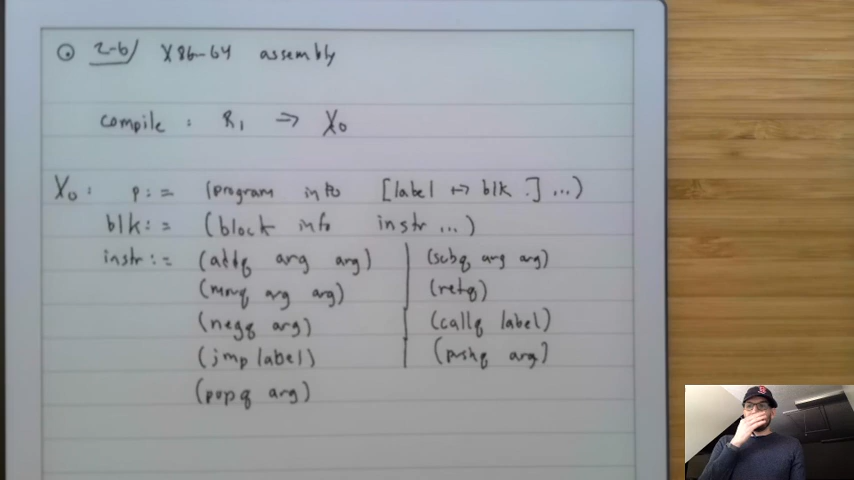 ⊙ 2-6/ X86-64 assembly
compile : R₁ ⇒ X₀
X₀: p:= (program info [label ↦ blk .] ...)
blk:= (block info instr ...)
instr:= (addq arg arg) | (subq arg arg)
(movq arg arg) | (retq)
(negq arg) | (callq label)
(jmp label) | (pushq arg)
(popq arg)